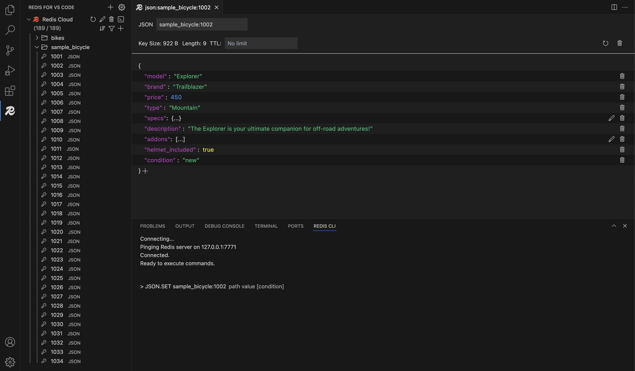 REDIS FOR VS CODE
Redis Cloud
(189 / 189)
bikes
sample_bicycle
1001 JSON
1002 JSON
1003 JSON
1004 JSON
1005 JSON
1006 JSON
1007 JSON
1008 JSON
1009 JSON
1010 JSON
1011 JSON
1012 JSON
1013 JSON
1014 JSON
1015 JSON
1016 JSON
1017 JSON
1018 JSON
1019 JSON
1020 JSON
1021 JSON
1022 JSON
1023 JSON
1024 JSON
1025 JSON
1026 JSON
1027 JSON
1028 JSON
1029 JSON
1030 JSON
1031 JSON
1032 JSON
1033 JSON
1034 JSON
json:sample_bicycle:1002
JSON sample_bicycle:1002
Key Size: 922 B Length: 9 TTL: No limit
{
"model" : "Explorer"
"brand" : "Trailblazer"
"price" : 450
"type" : "Mountain"
"specs": {...}
"description" : "The Explorer is your ultimate companion for off-road adventures!"
"addons": [...]
"helmet_included" : true
"condition" : "new"
} +
PROBLEMS OUTPUT DEBUG CONSOLE TERMINAL PORTS REDIS CLI
Connecting...
Pinging Redis server on 127.0.0.1:7771
Connected.
Ready to execute commands.
> JSON.SET sample_bicycle:1002 path value [condition]